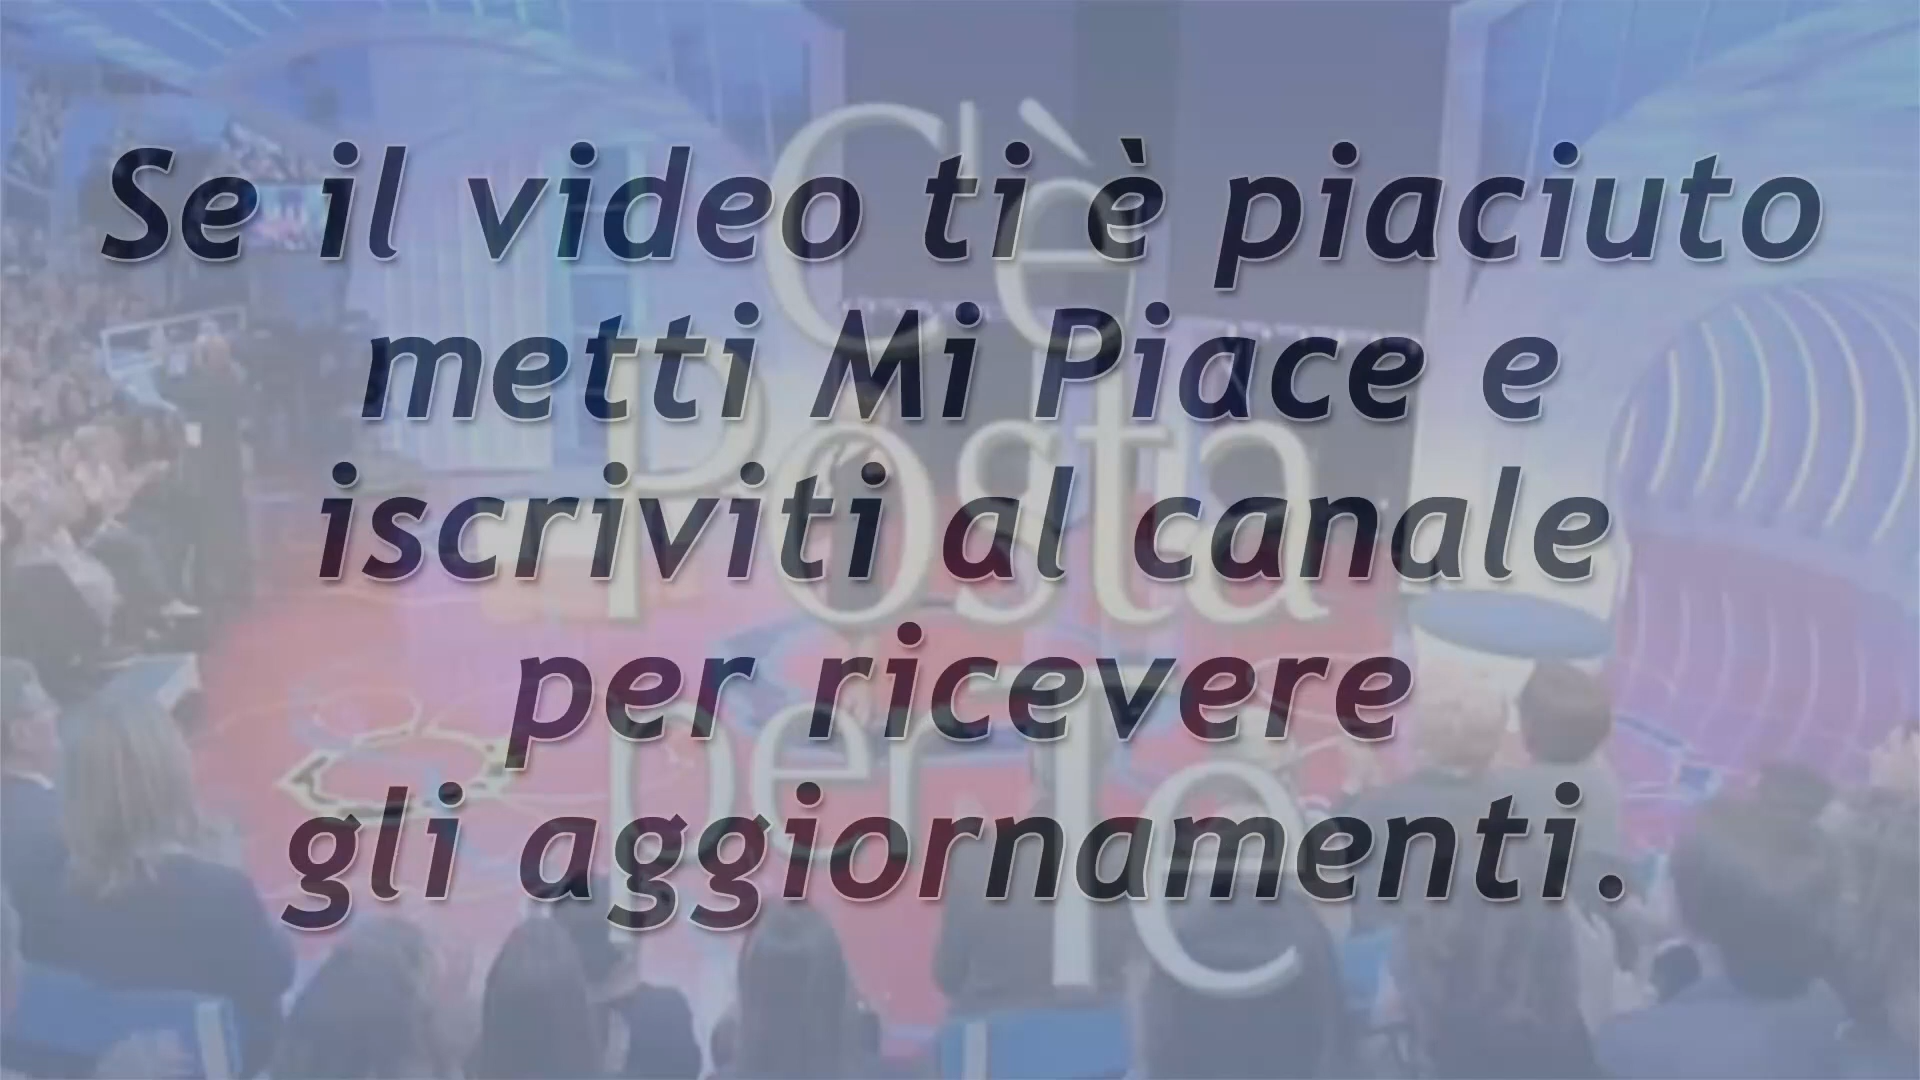 Se il video ti è piaciuto
metti Mi Piace e
iscriviti al canale
per ricevere
gli aggiornamenti.
C'è
Posta
per Te